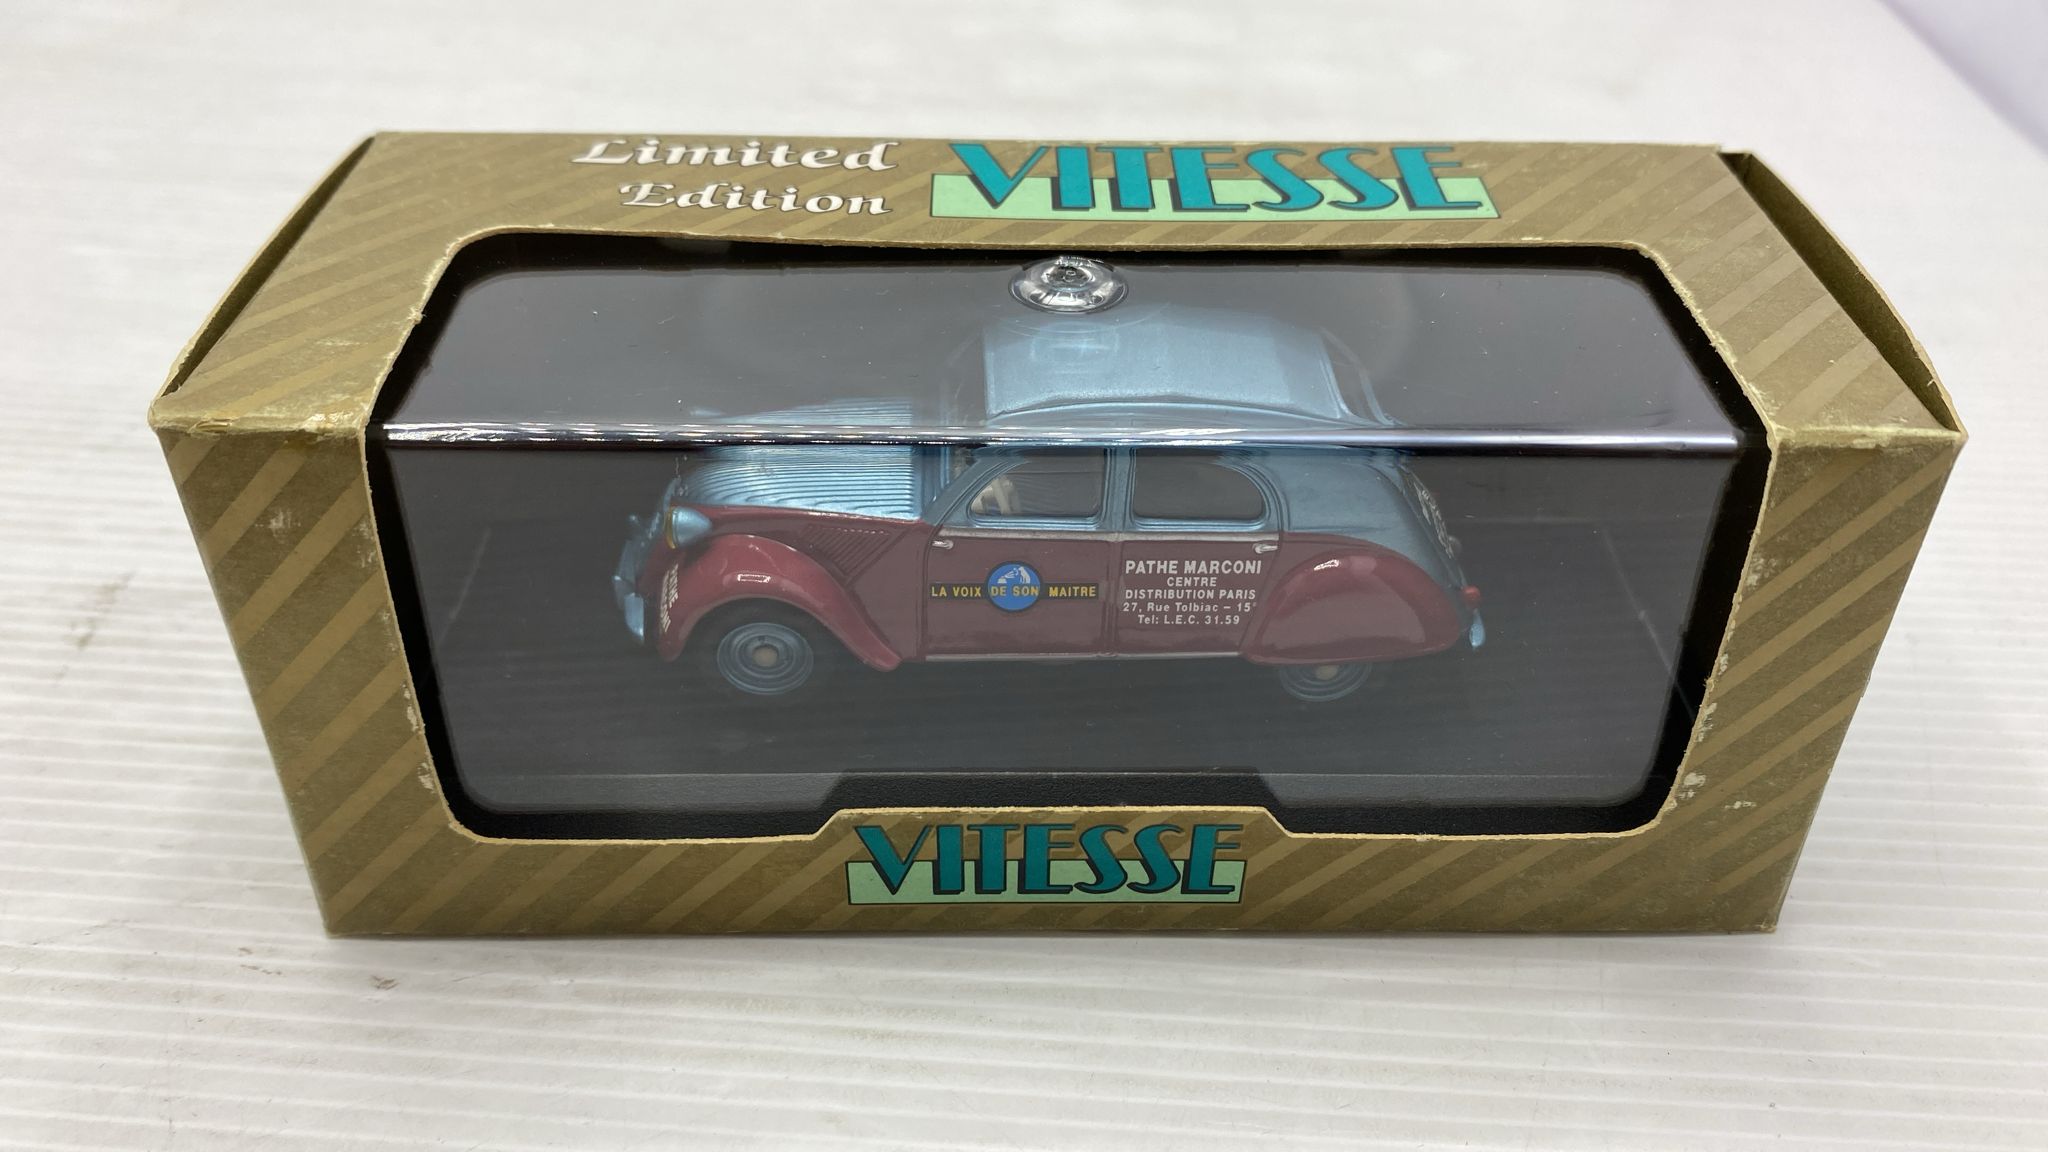 Limited
Edition
VITESSE
LA VOIX DE SON MAITRE
PATHE MARCONI
CENTRE
DISTRIBUTION PARIS
27, Rue Tolbiac - 15°
Tel: L.E.C. 31.59
VITESSE